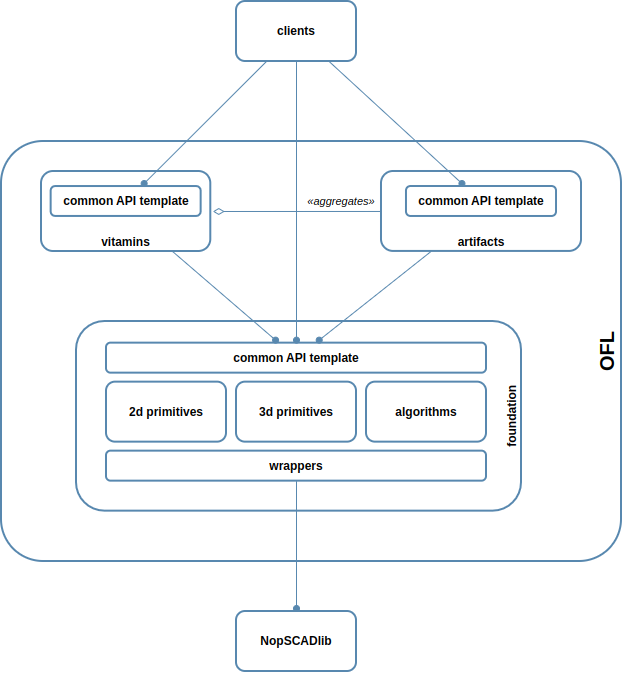 clients
«aggregates»
common API template
common API template
vitamins
artifacts
OFL
common API template
2d primitives
3d primitives
algorithms
foundation
wrappers
NopSCADlib